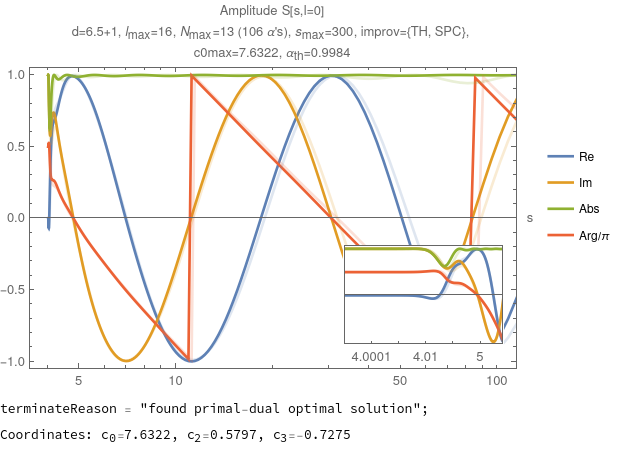 Amplitude S[s,l=0]
d=6.5+1, lmax=16, Nmax=13 (106 α's), smax=300, improv={TH, SPC},
c0max=7.6322, αth=0.9984
1.0
0.5
0.0
−0.5
−1.0
5
10
50
100
s
4.0001
4.01
5
Re
Im
Abs
Arg/π
terminateReason = "found primal-dual optimal solution";
Coordinates: c0=7.6322, c2=0.5797, c3=-0.7275